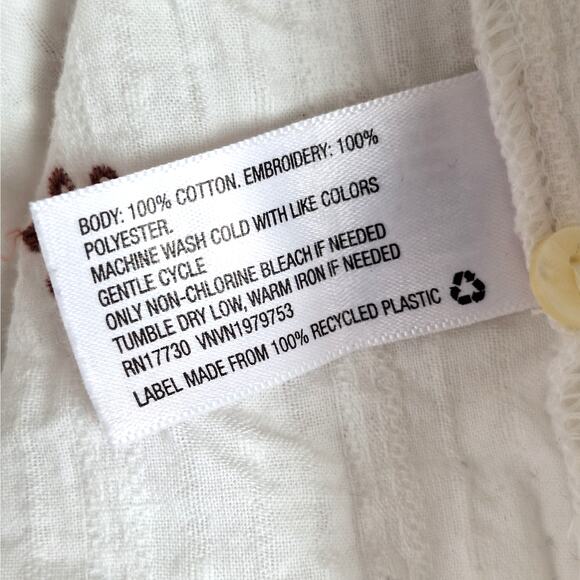 BODY: 100% COTTON. EMBROIDERY: 100%
POLYESTER.
MACHINE WASH COLD WITH LIKE COLORS
GENTLE CYCLE
ONLY NON-CHLORINE BLEACH IF NEEDED
TUMBLE DRY LOW, WARM IRON IF NEEDED
RN17730 VNVN1979753
LABEL MADE FROM 100% RECYCLED PLASTIC